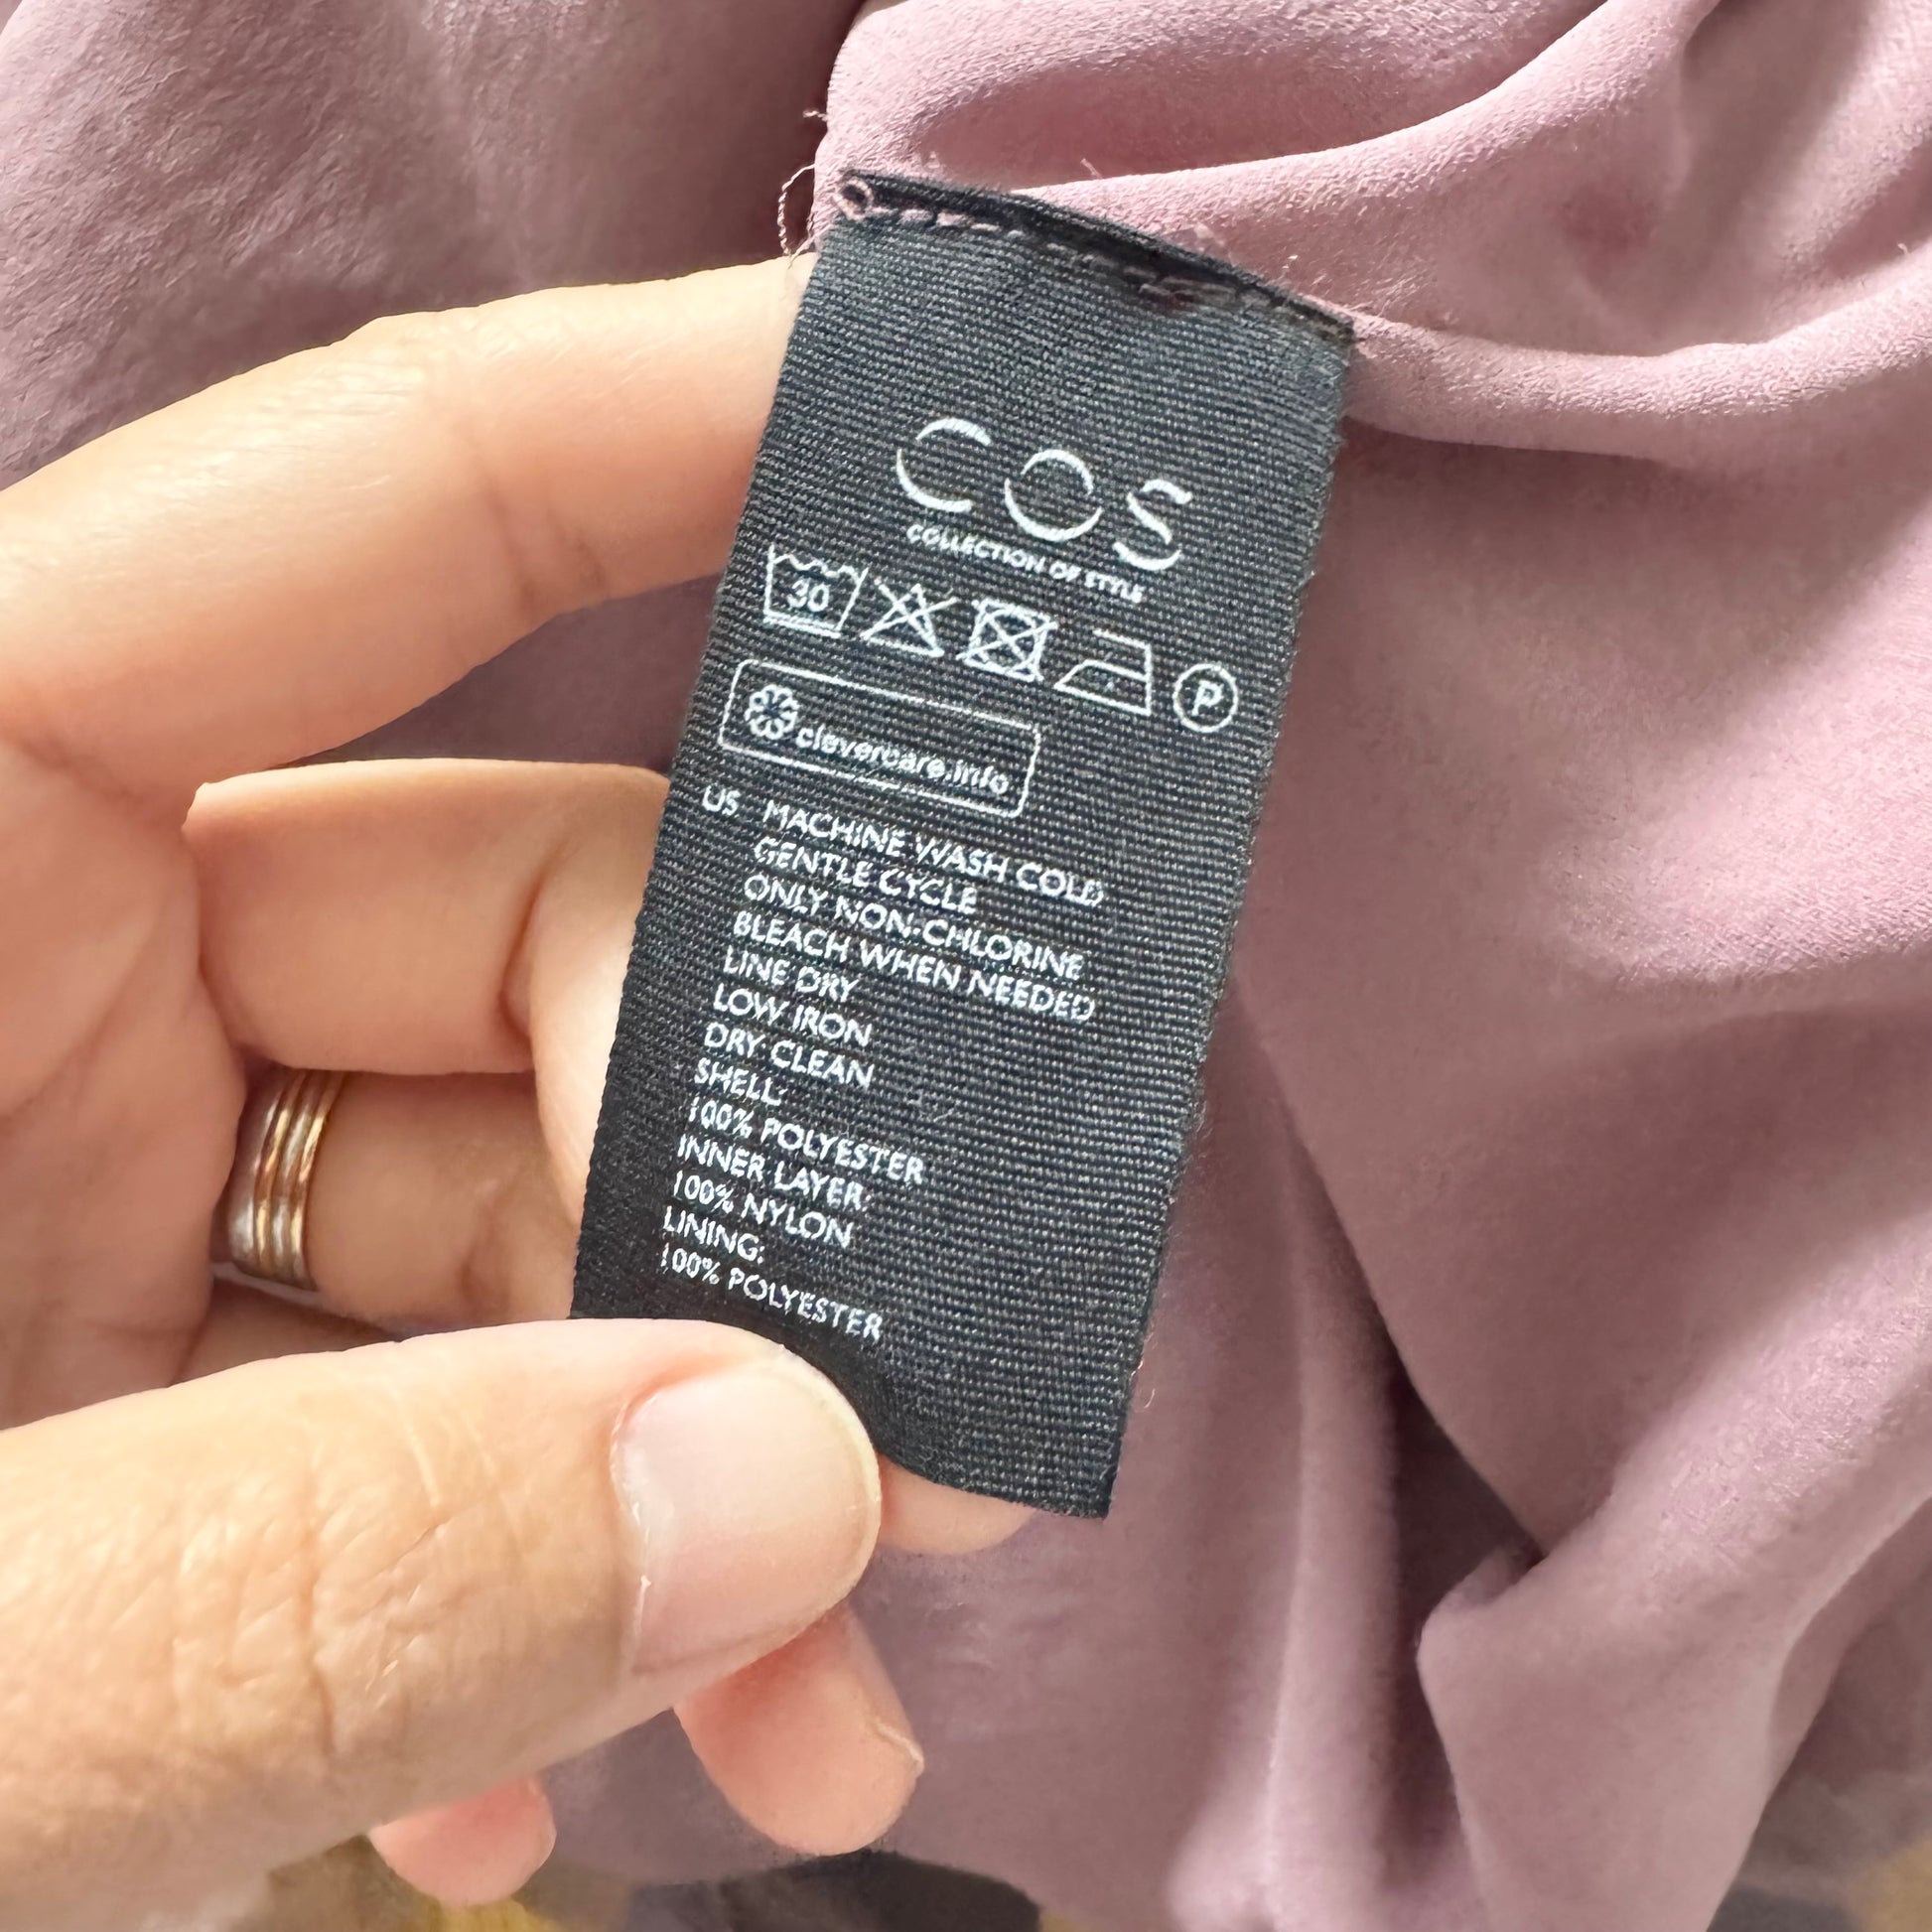 COS
COLLECTION OF STYLE
30
P
clevercare.info
US MACHINE WASH COLD
GENTLE CYCLE
ONLY NON-CHLORINE
BLEACH WHEN NEEDED
LINE DRY
LOW IRON
DRY CLEAN
SHELL:
100% POLYESTER
INNER LAYER:
100% NYLON
LINING:
100% POLYESTER